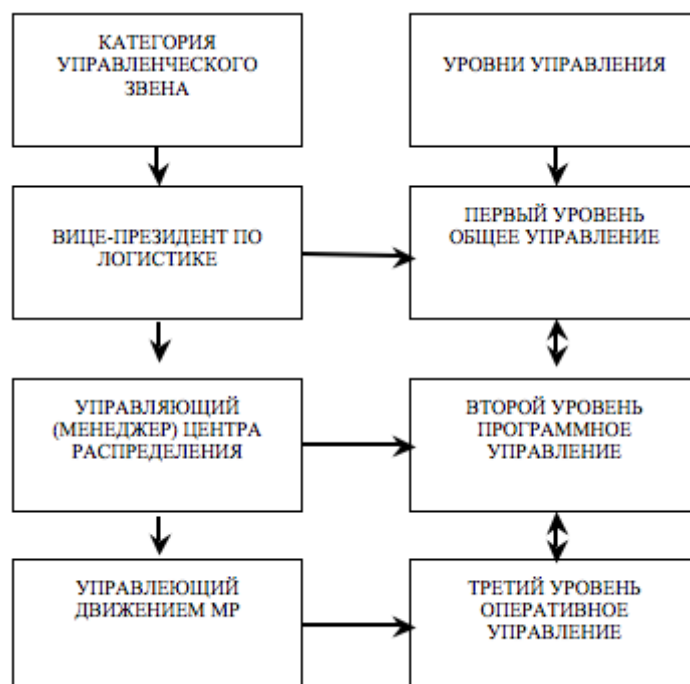 КАТЕГОРИЯ
УПРАВЛЕНЧЕСКОГО
ЗВЕНА
УРОВНИ УПРАВЛЕНИЯ
ВИЦЕ-ПРЕЗИДЕНТ ПО
ЛОГИСТИКЕ
ПЕРВЫЙ УРОВЕНЬ
ОБЩЕЕ УПРАВЛЕНИЕ
УПРАВЛЯЮЩИЙ
(МЕНЕДЖЕР) ЦЕНТРА
РАСПРЕДЕЛЕНИЯ
ВТОРОЙ УРОВЕНЬ
ПРОГРАММНОЕ
УПРАВЛЕНИЕ
УПРАВЛЕЮЩИЙ
ДВИЖЕНИЕМ МР
ТРЕТИЙ УРОВЕНЬ
ОПЕРАТИВНОЕ
УПРАВЛЕНИЕ